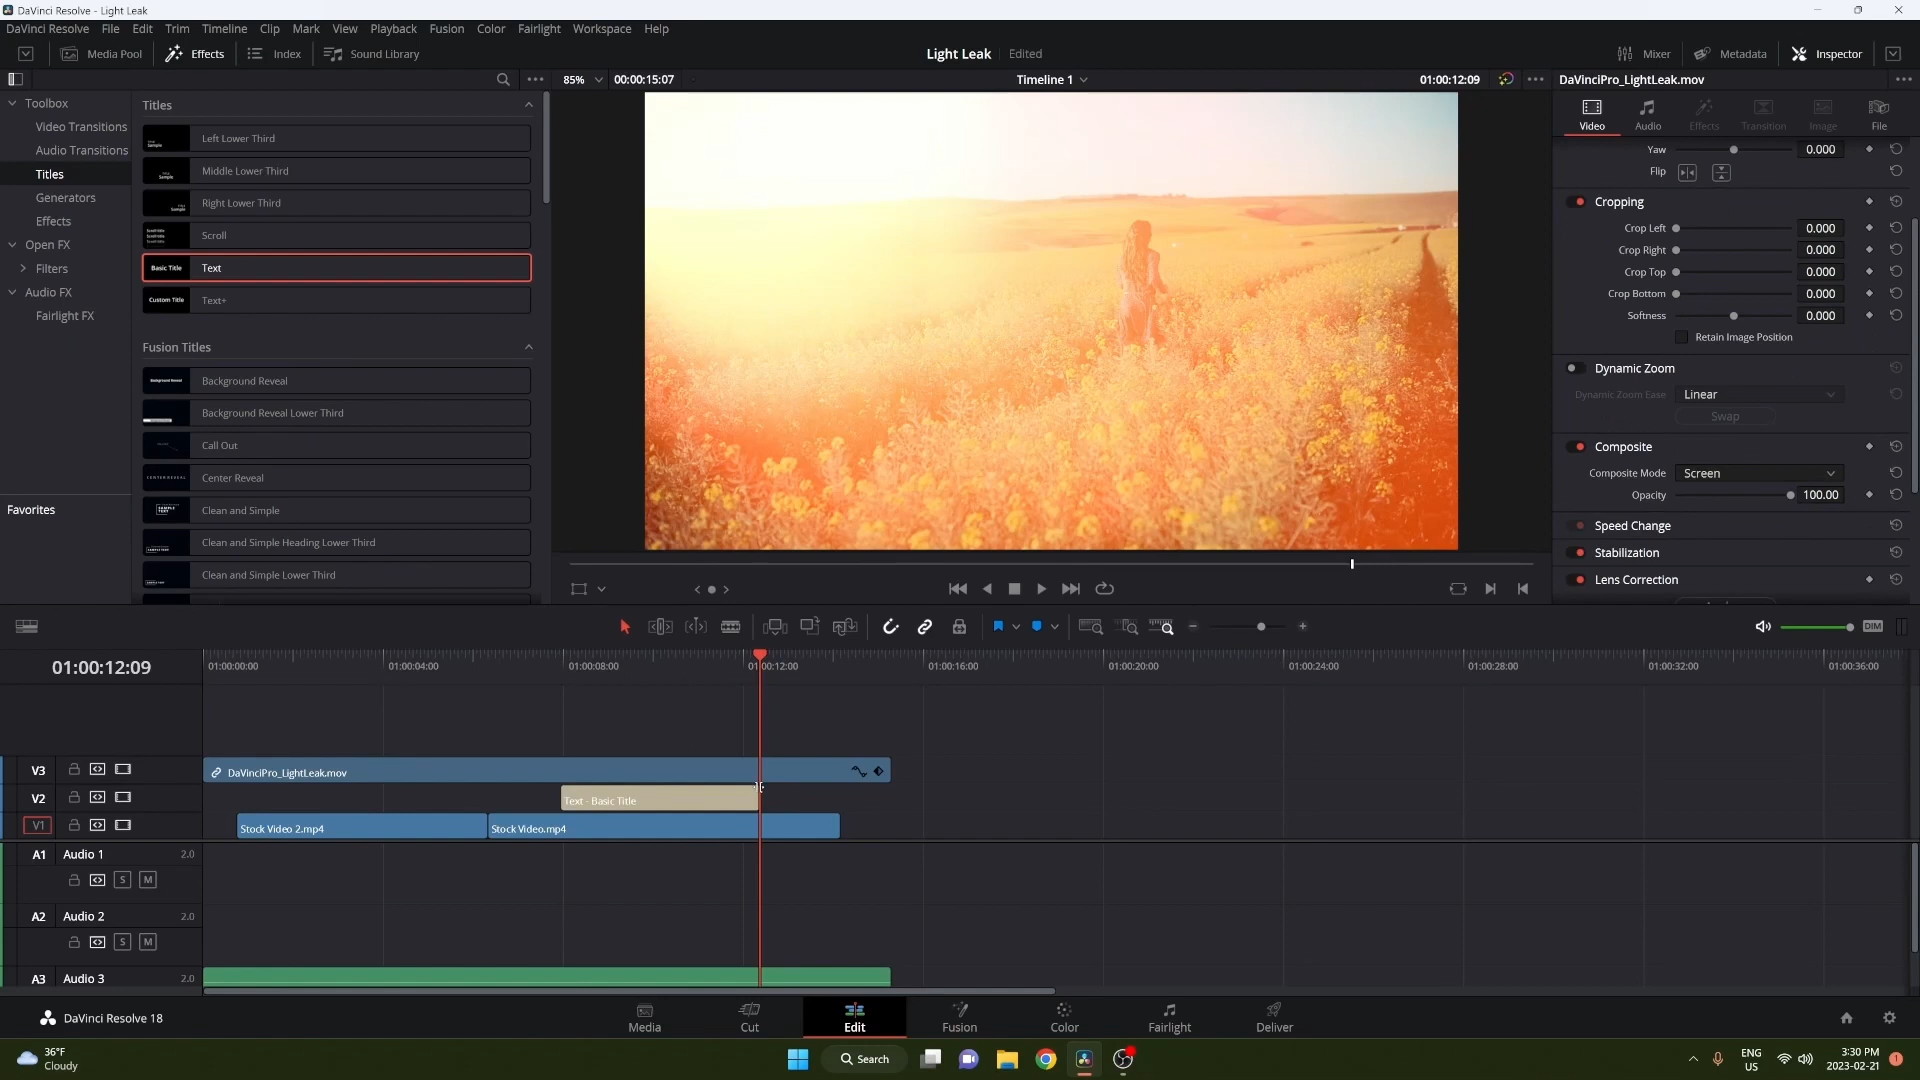 DaVinci Resolve - Light Leak
DaVinci Resolve File Edit Trim Timeline Clip Mark View Playback Fusion Color Fairlight Workspace Help
Media Pool Effects Index Sound Library Light Leak Edited Mixer Metadata Inspector
85% 00:00:15:07 Timeline 1 01:00:12:09 DaVinciPro_LightLeak.mov
Toolbox
Video Transitions
Audio Transitions
Titles
Generators
Effects
Open FX
Filters
Audio FX
Fairlight FX
Favorites
Titles
Left Lower Third
Middle Lower Third
Right Lower Third
Scroll
Basic Title Text
Custom Title Text+
Fusion Titles
Background Reveal
Background Reveal Lower Third
Call Out
CENTER REVEAL Center Reveal
Clean and Simple
Clean and Simple Heading Lower Third
Clean and Simple Lower Third
Video Audio Effects Transition Image File
Yaw 0.000
Flip
Cropping
Crop Left 0.000
Crop Right 0.000
Crop Top 0.000
Crop Bottom 0.000
Softness 0.000
Retain Image Position
Dynamic Zoom
Dynamic Zoom Ease Linear
Swap
Composite
Composite Mode Screen
Opacity 100.00
Speed Change
Stabilization
Lens Correction
DIM
01:00:12:09
01:00:00:00 01:00:04:00 01:00:08:00 01:00:12:00 01:00:16:00 01:00:20:00 01:00:24:00 01:00:28:00 01:00:32:00 01:00:36:00
V3 DaVinciPro_LightLeak.mov
V2 Text - Basic Title
V1 Stock Video 2.mp4 Stock Video.mp4
A1 Audio 1 2.0
S M
A2 Audio 2 2.0
S M
A3 Audio 3 2.0
DaVinci Resolve 18 Media Cut Edit Fusion Color Fairlight Deliver
36°F
Cloudy
Search
ENG
US
3:30 PM
2023-02-21
1